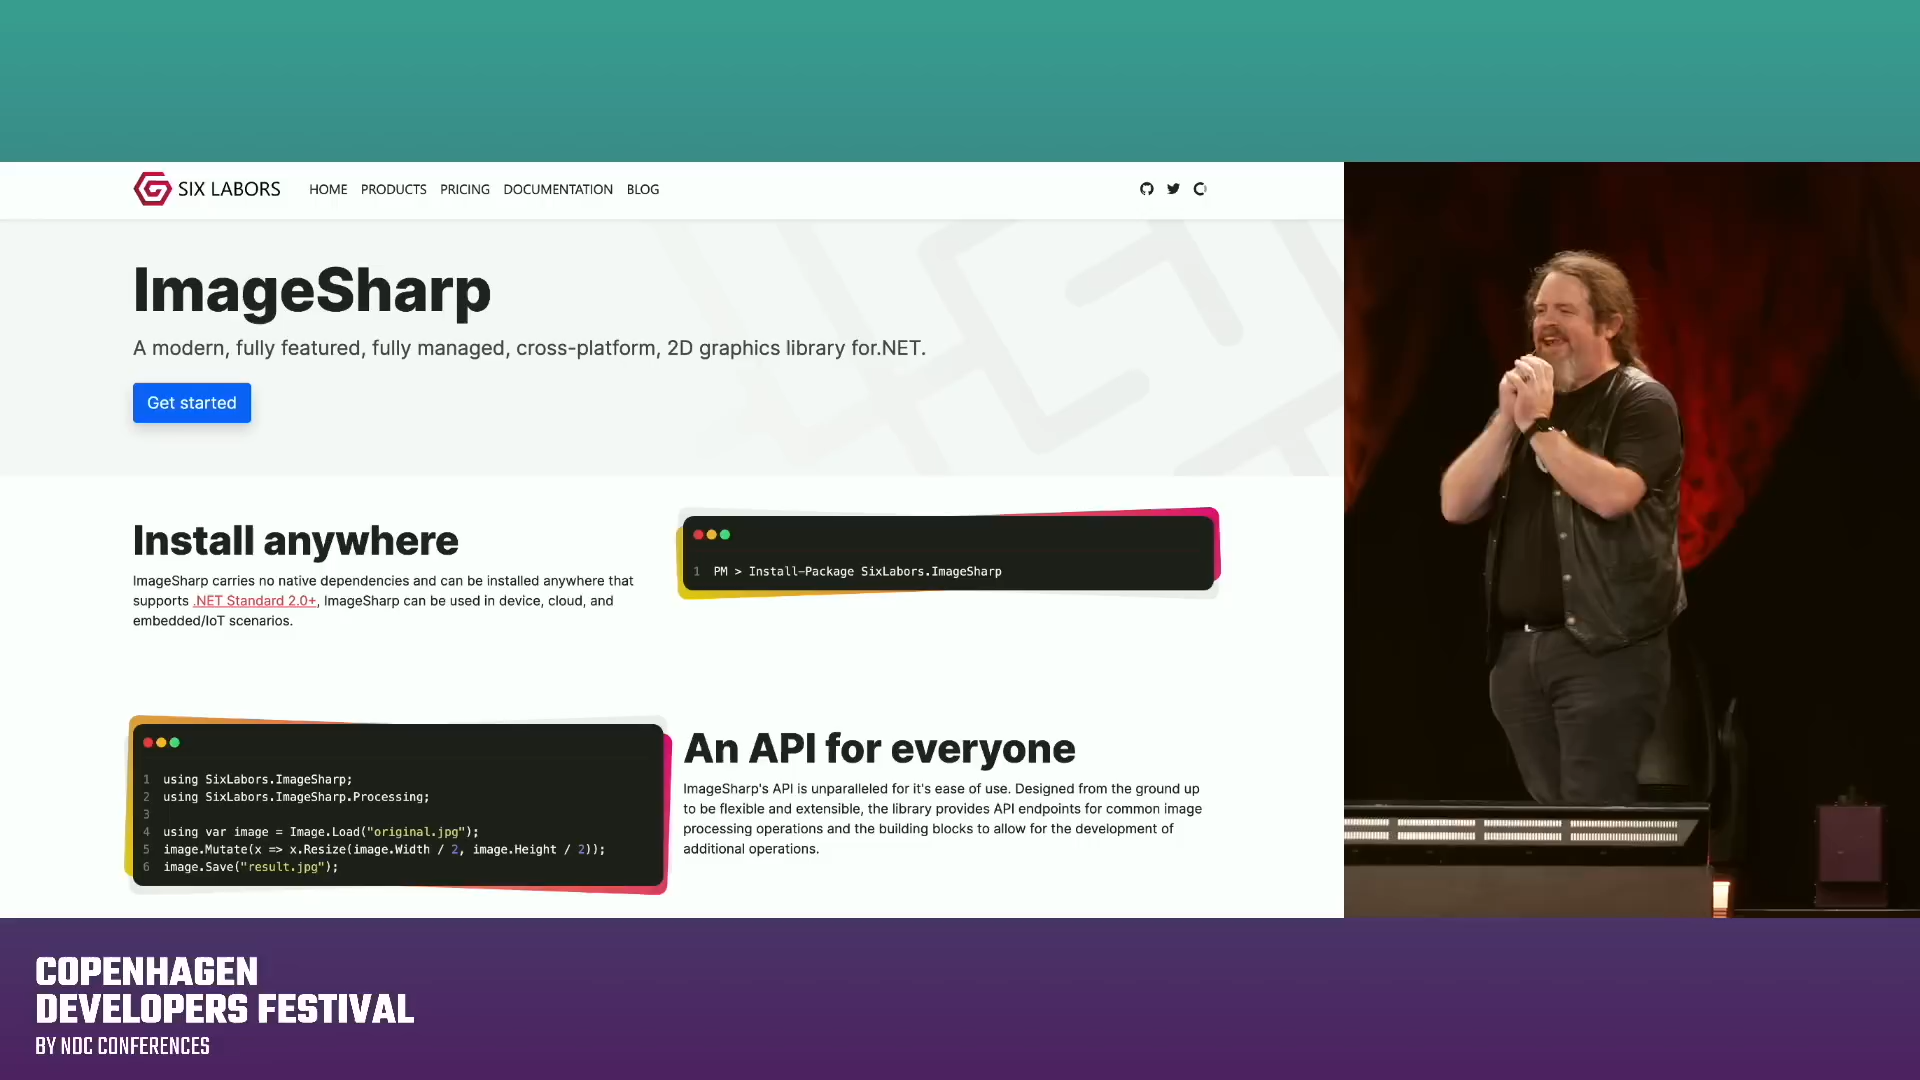 SIX LABORS
HOME PRODUCTS PRICING DOCUMENTATION BLOG
ImageSharp
A modern, fully featured, fully managed, cross-platform, 2D graphics library for.NET.
Get started
Install anywhere
ImageSharp carries no native dependencies and can be installed anywhere that
supports .NET Standard 2.0+, ImageSharp can be used in device, cloud, and
embedded/IoT scenarios.
1 PM > Install-Package SixLabors.ImageSharp
1 using SixLabors.ImageSharp;
2 using SixLabors.ImageSharp.Processing;
3
4 using var image = Image.Load("original.jpg");
5 image.Mutate(x => x.Resize(image.Width / 2, image.Height / 2));
6 image.Save("result.jpg");
An API for everyone
ImageSharp's API is unparalleled for it's ease of use. Designed from the ground up
to be flexible and extensible, the library provides API endpoints for common image
processing operations and the building blocks to allow for the development of
additional operations.
COPENHAGEN
DEVELOPERS FESTIVAL
BY NDC CONFERENCES